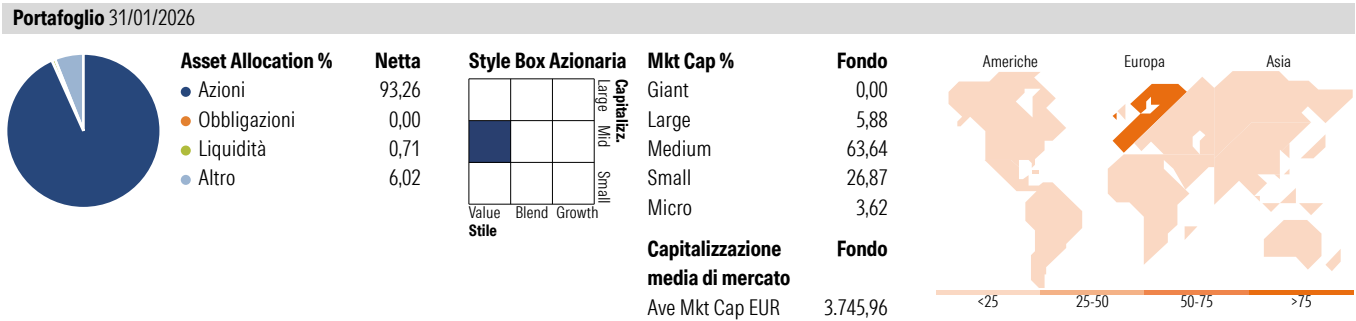 Portafoglio 31/01/2026
Asset Allocation % Netta
Azioni 93,26
Obbligazioni 0,00
Liquidità 0,71
Altro 6,02
Style Box Azionaria
Capitalizz.
Large Mid Small
Value Blend Growth
Stile
Mkt Cap % Fondo
Giant 0,00
Large 5,88
Medium 63,64
Small 26,87
Micro 3,62
Capitalizzazione Fondo
media di mercato
Ave Mkt Cap EUR 3.745,96
Americhe Europa Asia
<25 25-50 50-75 >75